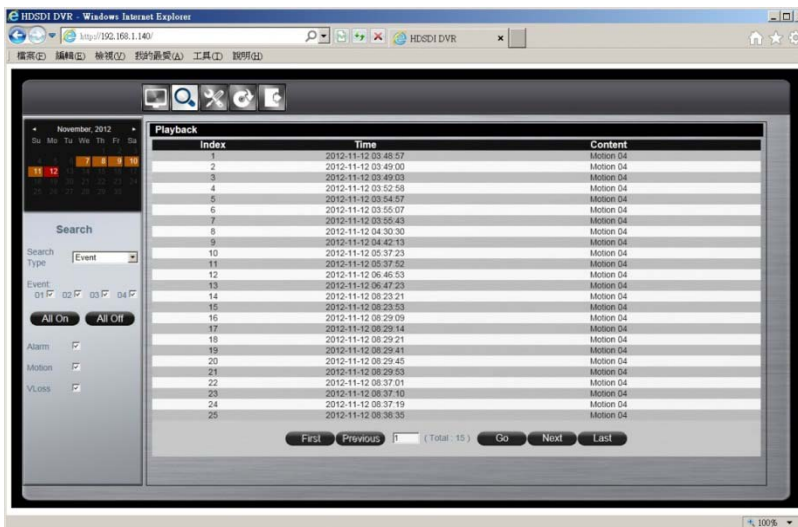 HDSDI DVR - Windows Internet Explorer
http://192.168.1.140/
HDSDI DVR
檔案(F) 編輯(E) 檢視(V) 我的最愛(A) 工具(T) 說明(H)
November, 2012
Su Mo Tu We Th Fr Sa
7 8 9 10
11 12
Search
Search Type Event
Event:
01 02 03 04
All On All Off
Alarm
Motion
VLoss
Playback
Index Time Content
1 2012-11-12 03:48:57 Motion 04
2 2012-11-12 03:49:00 Motion 04
3 2012-11-12 03:49:03 Motion 04
4 2012-11-12 03:52:58 Motion 04
5 2012-11-12 03:54:57 Motion 04
6 2012-11-12 03:55:07 Motion 04
7 2012-11-12 03:55:43 Motion 04
8 2012-11-12 04:30:30 Motion 04
9 2012-11-12 04:42:13 Motion 04
10 2012-11-12 05:37:23 Motion 04
11 2012-11-12 05:37:52 Motion 04
12 2012-11-12 06:46:53 Motion 04
13 2012-11-12 06:47:23 Motion 04
14 2012-11-12 08:23:21 Motion 04
15 2012-11-12 08:23:53 Motion 04
16 2012-11-12 08:29:09 Motion 04
17 2012-11-12 08:29:14 Motion 04
18 2012-11-12 08:29:21 Motion 04
19 2012-11-12 08:29:41 Motion 04
20 2012-11-12 08:29:45 Motion 04
21 2012-11-12 08:29:53 Motion 04
22 2012-11-12 08:37:01 Motion 04
23 2012-11-12 08:37:10 Motion 04
24 2012-11-12 08:37:19 Motion 04
25 2012-11-12 08:38:35 Motion 04
First Previous 1 ( Total : 15 ) Go Next Last
100%